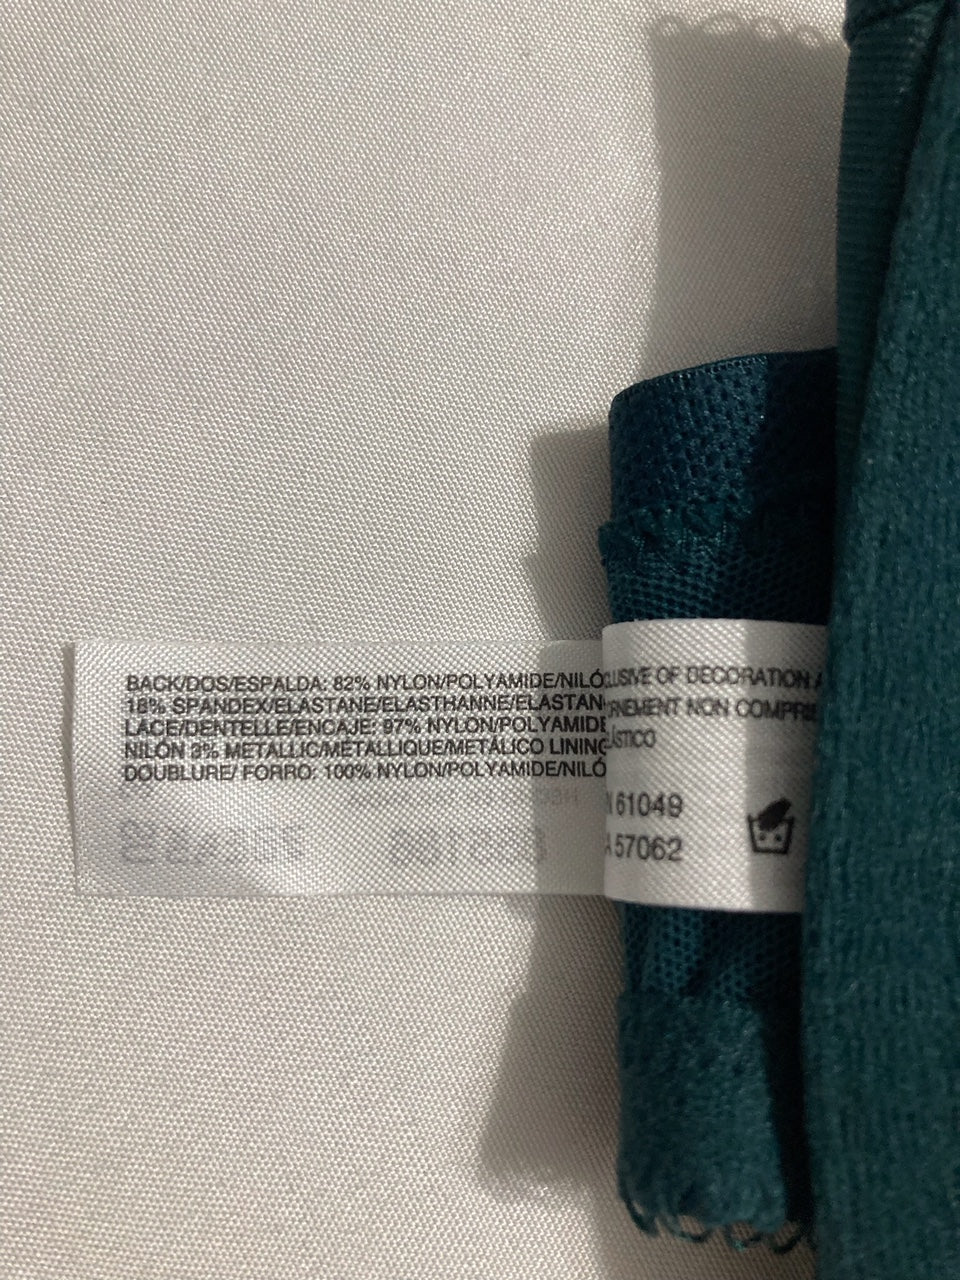 BACK/DOS/ESPALDA: 82% NYLON/POLYAMIDE/NILÓ
18% SPANDEX/ELASTANE/ELASTHANNE/ELASTAN
LACE/DENTELLE/ENCAJE: 97% NYLON/POLYAMIDE
NILÓN 3% METALLIC/MÉTALLIQUE/METÁLICO LINING
DOUBLURE/ FORRO: 100% NYLON/POLYAMIDE/NILÓ
CLUSIVE OF DECORATION A
RNEMENT NON COMPRIS
LÁSTICO
N 61049
A 57062